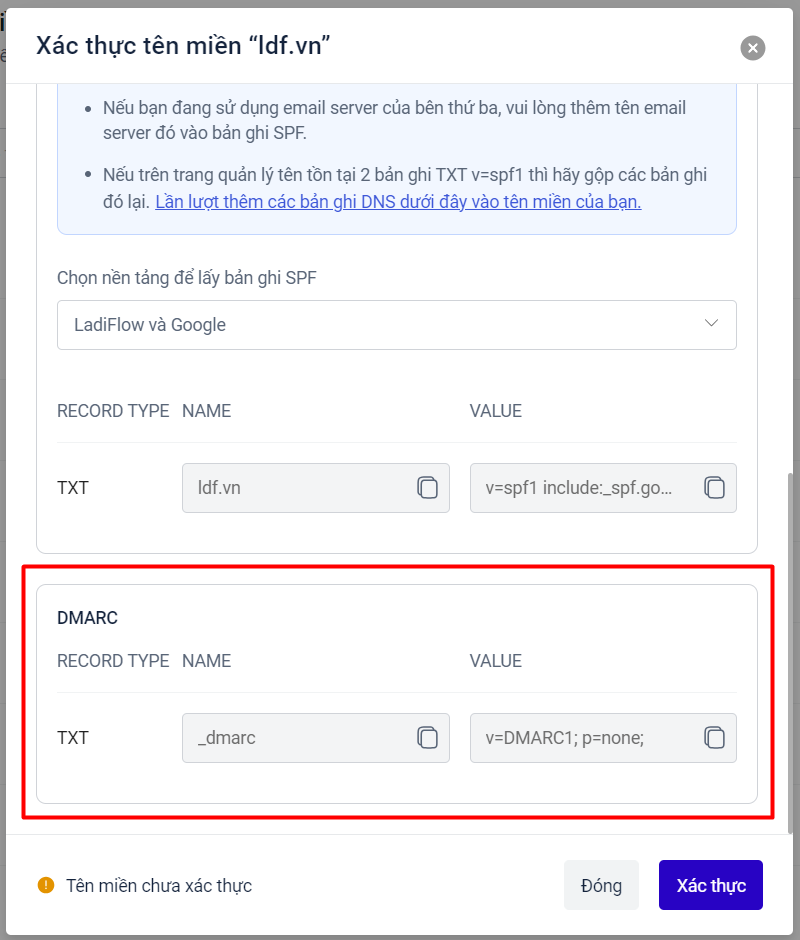 Xác thực tên miền “ldf.vn”
Nếu bạn đang sử dụng email server của bên thứ ba, vui lòng thêm tên email
server đó vào bản ghi SPF.
Nếu trên trang quản lý tên tồn tại 2 bản ghi TXT v=spf1 thì hãy gộp các bản ghi
đó lại. Lần lượt thêm các bản ghi DNS dưới đây vào tên miền của bạn.
Chọn nền tảng để lấy bản ghi SPF
LadiFlow và Google
RECORD TYPE NAME VALUE
TXT ldf.vn v=spf1 include:_spf.go...
DMARC
RECORD TYPE NAME VALUE
TXT _dmarc v=DMARC1; p=none;
Tên miền chưa xác thực Đóng Xác thực